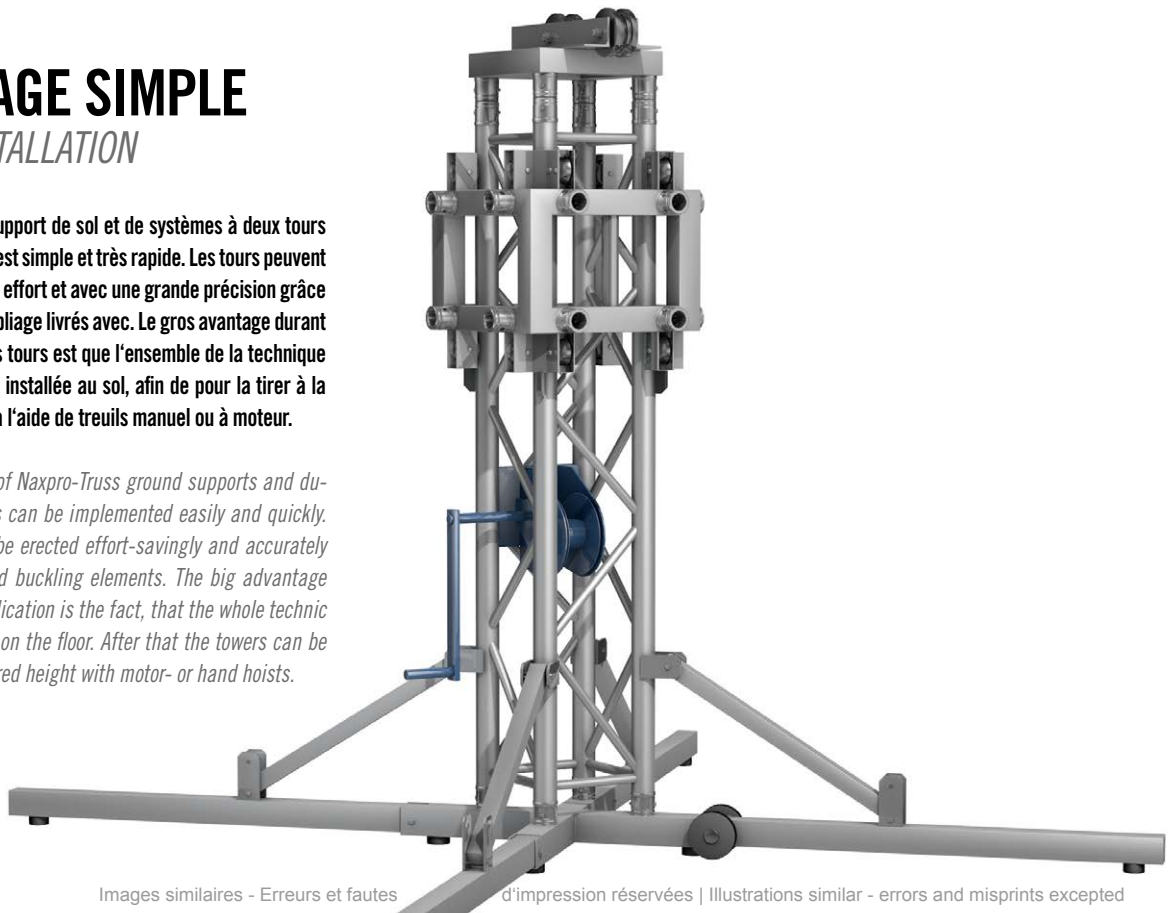 AGE SIMPLE
TALLATION
upport de sol et de systèmes à deux tours
est simple et très rapide. Les tours peuvent
effort et avec une grande précision grâce
pliage livrés avec. Le gros avantage durant
s tours est que l‘ensemble de la technique
installée au sol, afin de pour la tirer à la
à l‘aide de treuils manuel ou à moteur.
of Naxpro-Truss ground supports and du-
s can be implemented easily and quickly.
be erected effort-savingly and accurately
d buckling elements. The big advantage
lication is the fact, that the whole technic
on the floor. After that the towers can be
red height with motor- or hand hoists.
Images similaires - Erreurs et fautes d‘impression réservées | Illustrations similar - errors and misprints excepted